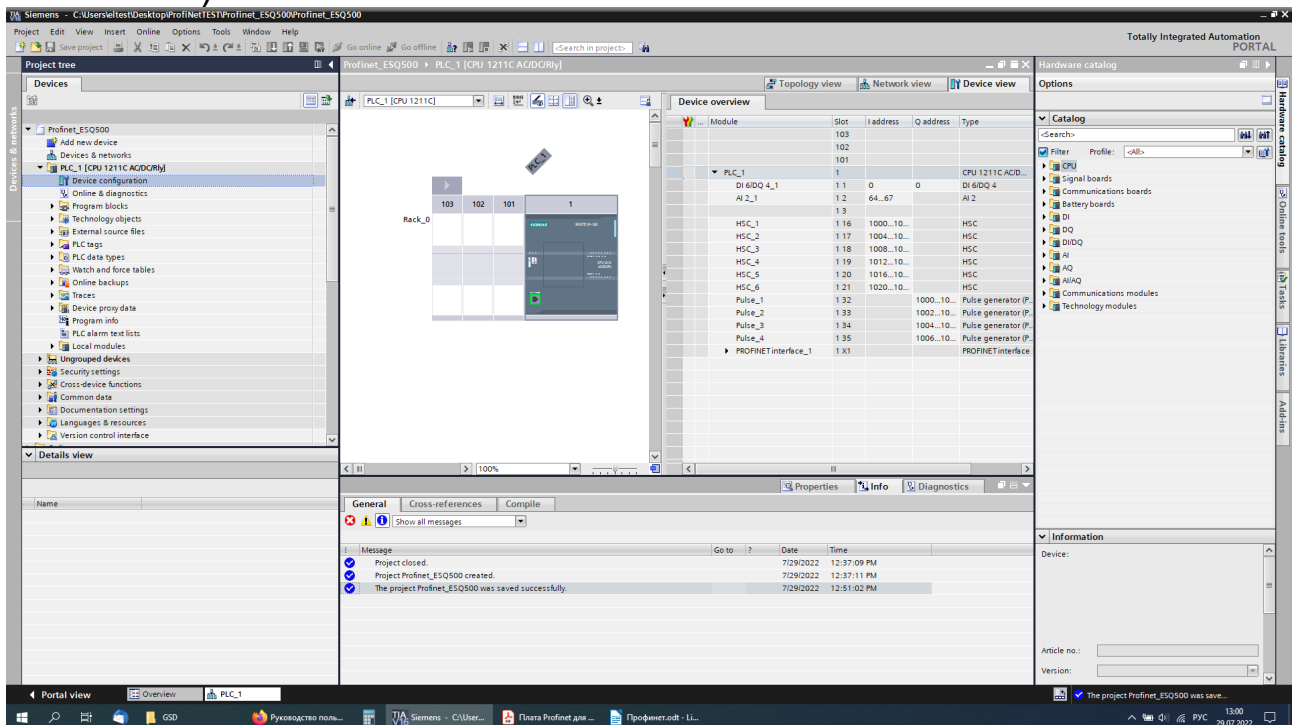 Siemens - C:\Users\eltest\Desktop\ProfiNetTEST\Profinet_ESQ500\Profinet_ESQ500
Project Edit View Insert Online Options Tools Window Help
Totally Integrated Automation
PORTAL
Save project Go online Go offline <Search in project>
Project tree
Devices
Devices & networks
Profinet_ESQ500
Add new device
Devices & networks
PLC_1 [CPU 1211C AC/DC/Rly]
Device configuration
Online & diagnostics
Program blocks
Technology objects
External source files
PLC tags
PLC data types
Watch and force tables
Online backups
Traces
Device proxy data
Program info
PLC alarm text lists
Local modules
Ungrouped devices
Security settings
Cross-device functions
Common data
Documentation settings
Languages & resources
Version control interface
Details view
Name
Profinet_ESQ500 PLC_1 [CPU 1211C AC/DC/Rly]
Topology view Network view Device view
PLC_1 [CPU 1211C]
PLC_1
103 102 101 1
Rack_0
SIEMENS
100%
Device overview
... Module Slot I address Q address Type
103
102
101
PLC_1 1 CPU 1211C AC/D...
DI 6/DQ 4_1 1 1 0 0 DI 6/DQ 4
AI 2_1 1 2 64...67 AI 2
1 3
HSC_1 1 16 1000...10... HSC
HSC_2 1 17 1004...10... HSC
HSC_3 1 18 1008...10... HSC
HSC_4 1 19 1012...10... HSC
HSC_5 1 20 1016...10... HSC
HSC_6 1 21 1020...10... HSC
Pulse_1 1 32 1000...10... Pulse generator (P...
Pulse_2 1 33 1002...10... Pulse generator (P...
Pulse_3 1 34 1004...10... Pulse generator (P...
Pulse_4 1 35 1006...10... Pulse generator (P...
PROFINET interface_1 1 X1 PROFINET interface
Properties Info Diagnostics
General Cross-references Compile
Show all messages
! Message Go to ? Date Time
Project closed. 7/29/2022 12:37:09 PM
Project Profinet_ESQ500 created. 7/29/2022 12:37:11 PM
The project Profinet_ESQ500 was saved successfully. 7/29/2022 12:51:02 PM
Hardware catalog
Options
Catalog
<Search>
Filter Profile: <All>
CPU
Signal boards
Communications boards
Battery boards
DI
DQ
DI/DQ
AI
AQ
AI/AQ
Communications modules
Technology modules
Information
Device:
Article no.:
Version:
Hardware catalog
Online tools
Tasks
Libraries
Add-ins
Portal view Overview PLC_1
The project Profinet_ESQ500 was save...
GSD Руководство поль... Siemens - C:\User... Плата Profinet для ... Профинет.odt - Li...
РУС 13:00
29.07.2022